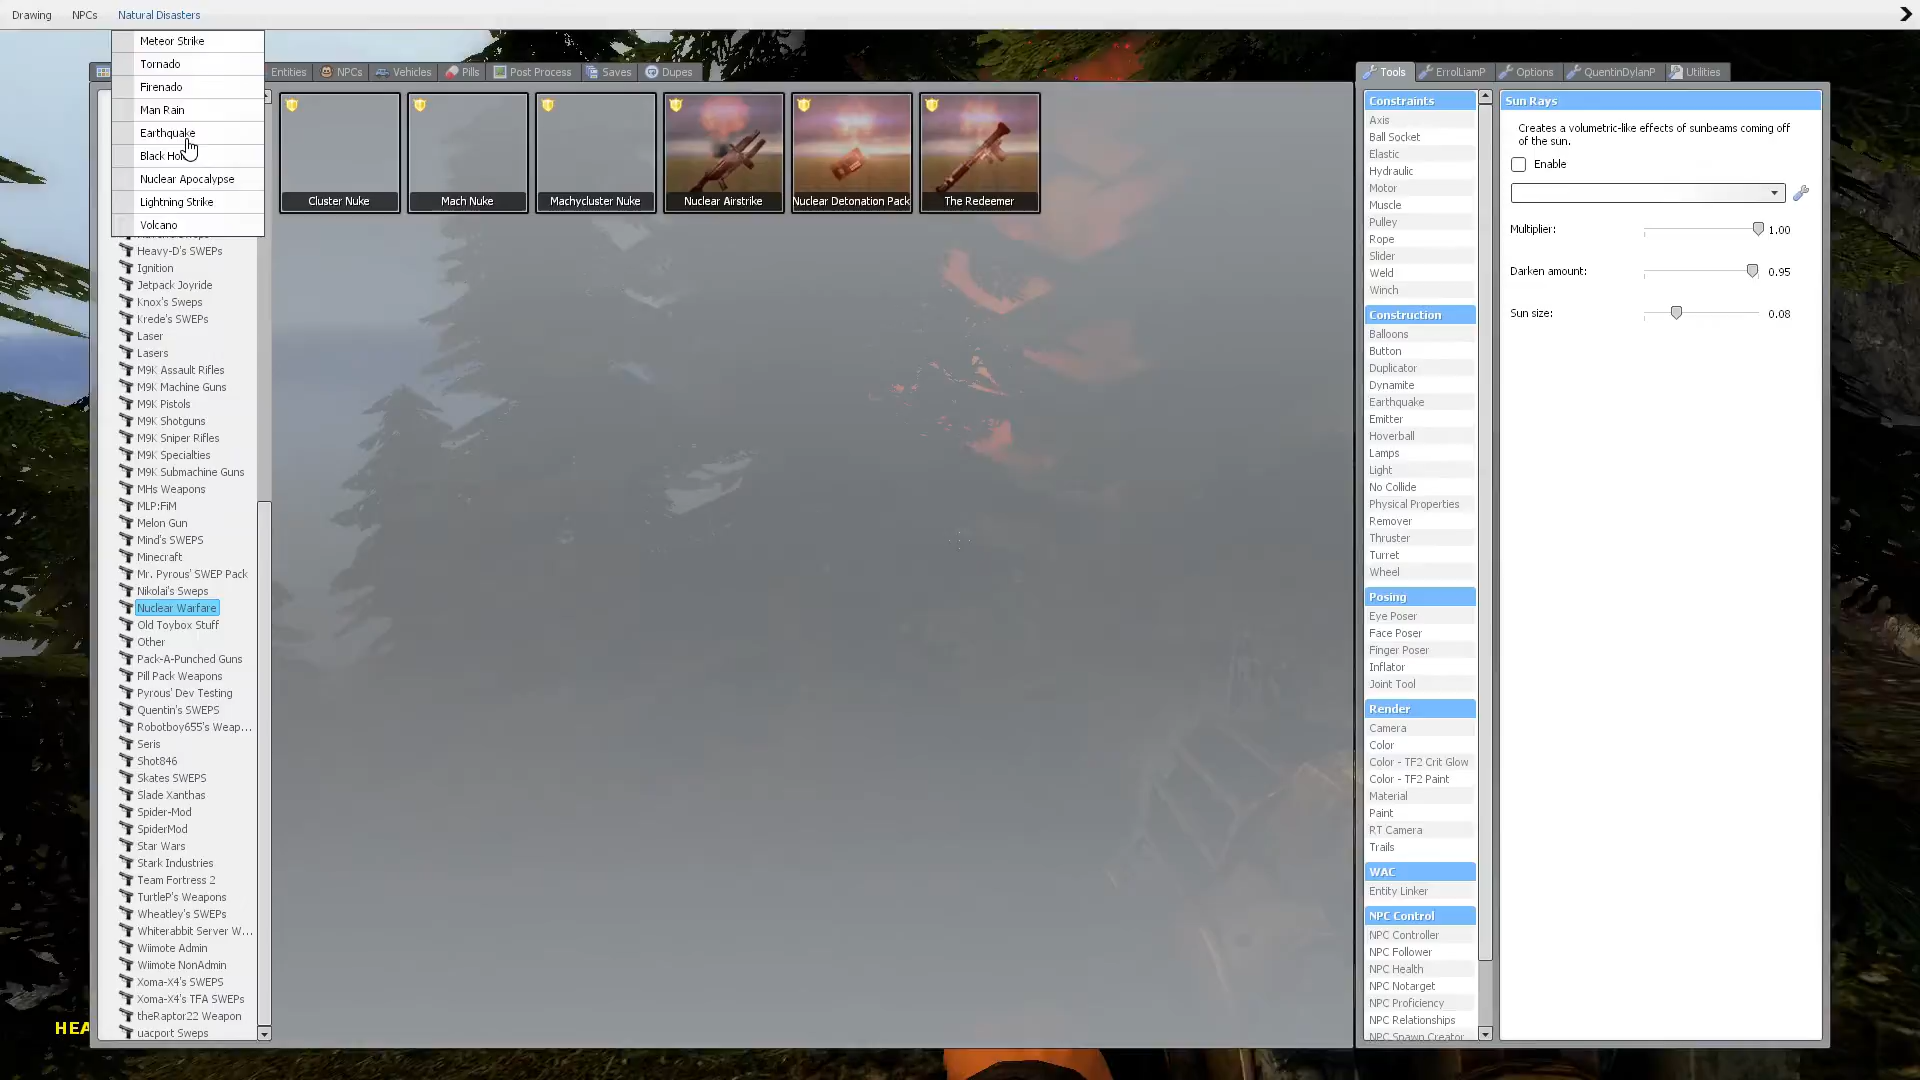 Drawing NPCs Natural Disasters
Meteor Strike
Tornado
Firenado
Man Rain
Earthquake
Black
Nuclear Apocalypse
Lightning Strike
Volcano
Entities NPCs Vehicles Pills Post Process Saves Dupes
Cluster Nuke
Mach Nuke
Machycluster Nuke
Nuclear Airstrike
Nuclear Detonation Pack
The Redeemer
Heavy-D's SWEPs
Ignition
Jetpack Joyride
Knox's Sweps
Krede's SWEPs
Laser
Lasers
M9K Assault Rifles
M9K Machine Guns
M9K Pistols
M9K Shotguns
M9K Sniper Rifles
M9K Specialties
M9K Submachine Guns
MHs Weapons
MLP:FiM
Melon Gun
Mind's SWEPS
Minecraft
Mr. Pyrous' SWEP Pack
Nikolai's Sweps
Nuclear Warfare
Old Toybox Stuff
Other
Pack-A-Punched Guns
Pill Pack Weapons
Pyrous' Dev Testing
Quentin's SWEPS
Robotboy655's Weap...
Seris
Shot846
Skates SWEPS
Slade Xanthas
Spider-Mod
SpiderMod
Star Wars
Stark Industries
Team Fortress 2
TurtleP's Weapons
Wheatley's SWEPs
Whiterabbit Server W...
Wiimote Admin
Wiimote NonAdmin
Xoma-X4's SWEPS
Xoma-X4's TFA SWEPs
theRaptor22 Weapon
uacport Sweps
HEA
Tools ErrolLiamP Options QuentinDylanP Utilities
Constraints
Axis
Ball Socket
Elastic
Hydraulic
Motor
Muscle
Pulley
Rope
Slider
Weld
Winch
Construction
Balloons
Button
Duplicator
Dynamite
Earthquake
Emitter
Hoverball
Lamps
Light
No Collide
Physical Properties
Remover
Thruster
Turret
Wheel
Posing
Eye Poser
Face Poser
Finger Poser
Inflator
Joint Tool
Render
Camera
Color
Color - TF2 Crit Glow
Color - TF2 Paint
Material
Paint
RT Camera
Trails
WAC
Entity Linker
NPC Control
NPC Controller
NPC Follower
NPC Health
NPC Notarget
NPC Proficiency
NPC Relationships
NPC Spawn Creator
Sun Rays
Creates a volumetric-like effects of sunbeams coming off
of the sun.
Enable
Multiplier: 1.00
Darken amount: 0.95
Sun size: 0.08